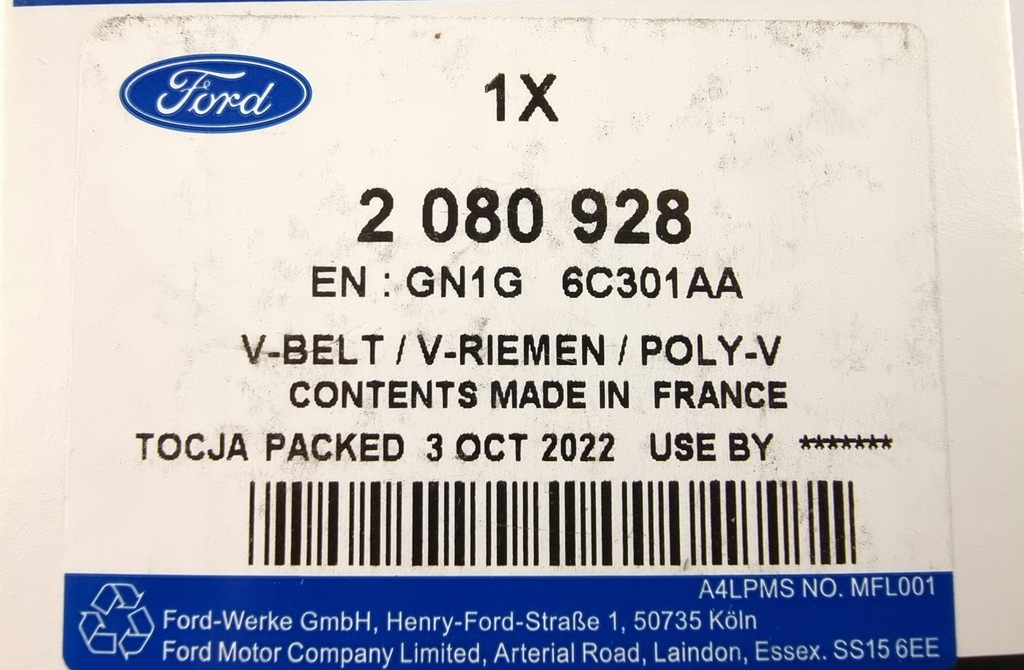 Ford
1X
2 080 928
EN : GN1G 6C301AA
V-BELT / V-RIEMEN / POLY-V
CONTENTS MADE IN FRANCE
TOCJA PACKED 3 OCT 2022 USE BY *******
A4LPMS NO. MFL001
Ford-Werke GmbH, Henry-Ford-Straße 1, 50735 Köln
Ford Motor Company Limited, Arterial Road, Laindon, Essex. SS15 6EE